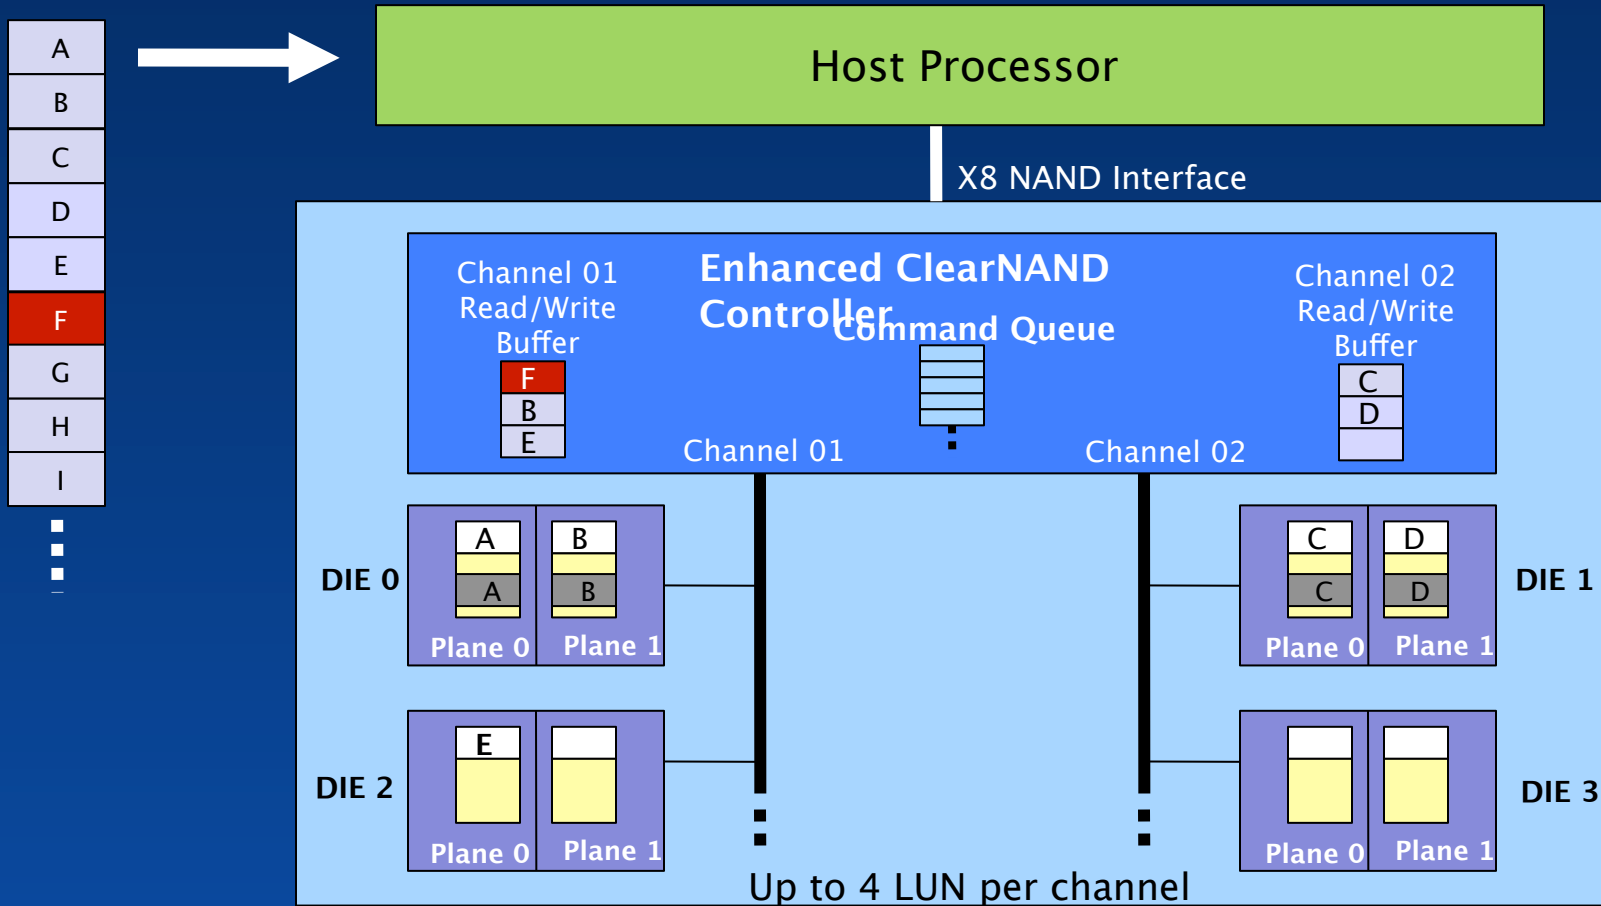 A
B
C
D
E
F
G
H
I
Host Processor
X8 NAND Interface
Enhanced ClearNAND
Controller
Command Queue
Channel 01
Read/Write
Buffer
F
B
E
Channel 02
Read/Write
Buffer
C
D
Channel 01
Channel 02
DIE 0
A
B
A
B
Plane 0
Plane 1
DIE 1
C
D
C
D
Plane 0
Plane 1
DIE 2
E
Plane 0
Plane 1
DIE 3
Plane 0
Plane 1
Up to 4 LUN per channel